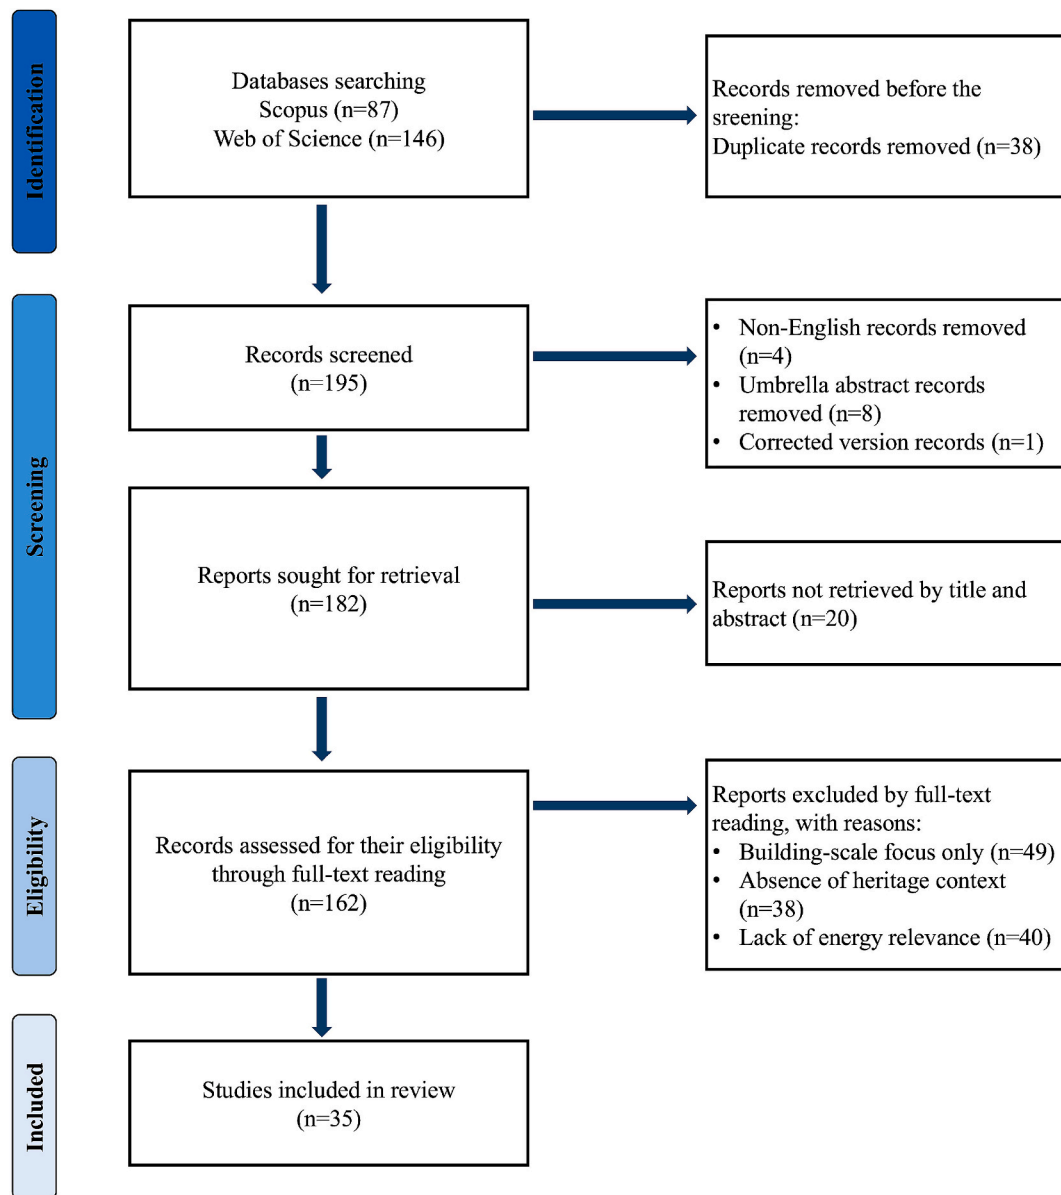 Identification
Databases searching
Scopus (n=87)
Web of Science (n=146)
Records removed before the
sreening:
Duplicate records removed (n=38)
Screening
Records screened
(n=195)
• Non-English records removed
(n=4)
• Umbrella abstract records
removed (n=8)
• Corrected version records (n=1)
Reports sought for retrieval
(n=182)
Reports not retrieved by title and
abstract (n=20)
Eligibility
Records assessed for their eligibility
through full-text reading
(n=162)
Reports excluded by full-text
reading, with reasons:
• Building-scale focus only (n=49)
• Absence of heritage context
(n=38)
• Lack of energy relevance (n=40)
Included
Studies included in review
(n=35)